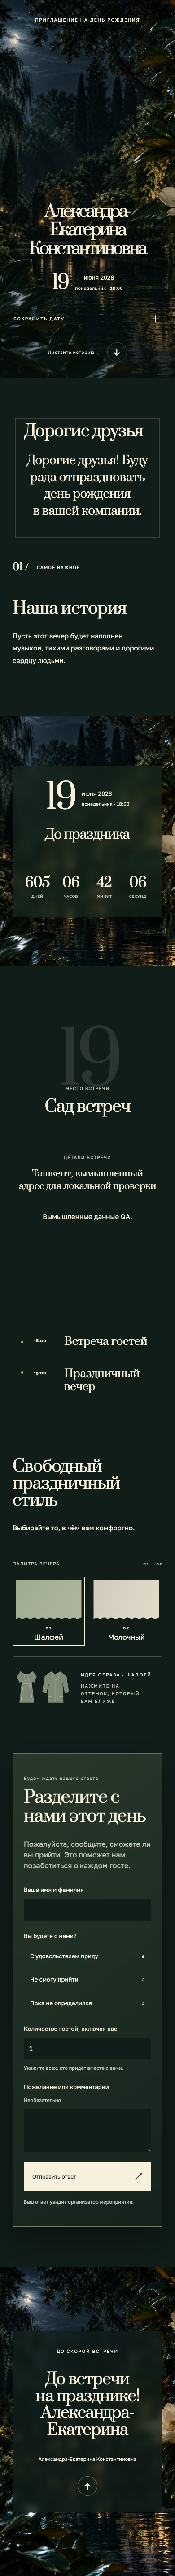 ПРИГЛАШЕНИЕ НА ДЕНЬ РОЖДЕНИЯ
Александра-
Екатерина
Константиновна
19
июня 2028
понедельник · 18:00
СОХРАНИТЬ ДАТУ
Листайте историю
Дорогие друзья
Дорогие друзья! Буду
рада отпраздновать
день рождения
в вашей компании.
01 /
САМОЕ ВАЖНОЕ
Наша история
Пусть этот вечер будет наполнен
музыкой, тихими разговорами и дорогими
сердцу людьми.
19
июня 2028
понедельник · 18:00
До праздника
605 06 42 06
ДНЕЙ ЧАСОВ МИНУТ СЕКУНД
19
МЕСТО ВСТРЕЧИ
Сад встреч
ДЕТАЛИ ВСТРЕЧИ
Ташкент, вымышленный
адрес для локальной проверки
Вымышленные данные QA.
18:00
Встреча гостей
19:00
Праздничный
вечер
Свободный
праздничный
стиль
Выбирайте то, в чём вам комфортно.
ПАЛИТРА ВЕЧЕРА
01 — 02
01
Шалфей
02
Молочный
ИДЕЯ ОБРАЗА · ШАЛФЕЙ
НАЖМИТЕ НА
ОТТЕНОК, КОТОРЫЙ
ВАМ БЛИЖЕ
Будем ждать вашего ответа
Разделите с
нами этот день
Пожалуйста, сообщите, сможете ли
вы прийти. Это поможет нам
позаботиться о каждом госте.
Ваше имя и фамилия
Вы будете с нами?
С удовольствием приду
Не смогу прийти
Пока не определился
Количество гостей, включая вас
1
Укажите всех, кто придёт вместе с вами.
Пожелание или комментарий
Необязательно
Отправить ответ
Ваш ответ увидит организатор мероприятия.
ДО СКОРОЙ ВСТРЕЧИ
До встречи
на празднике!
Александра-
Екатерина
Александра-Екатерина Константиновна